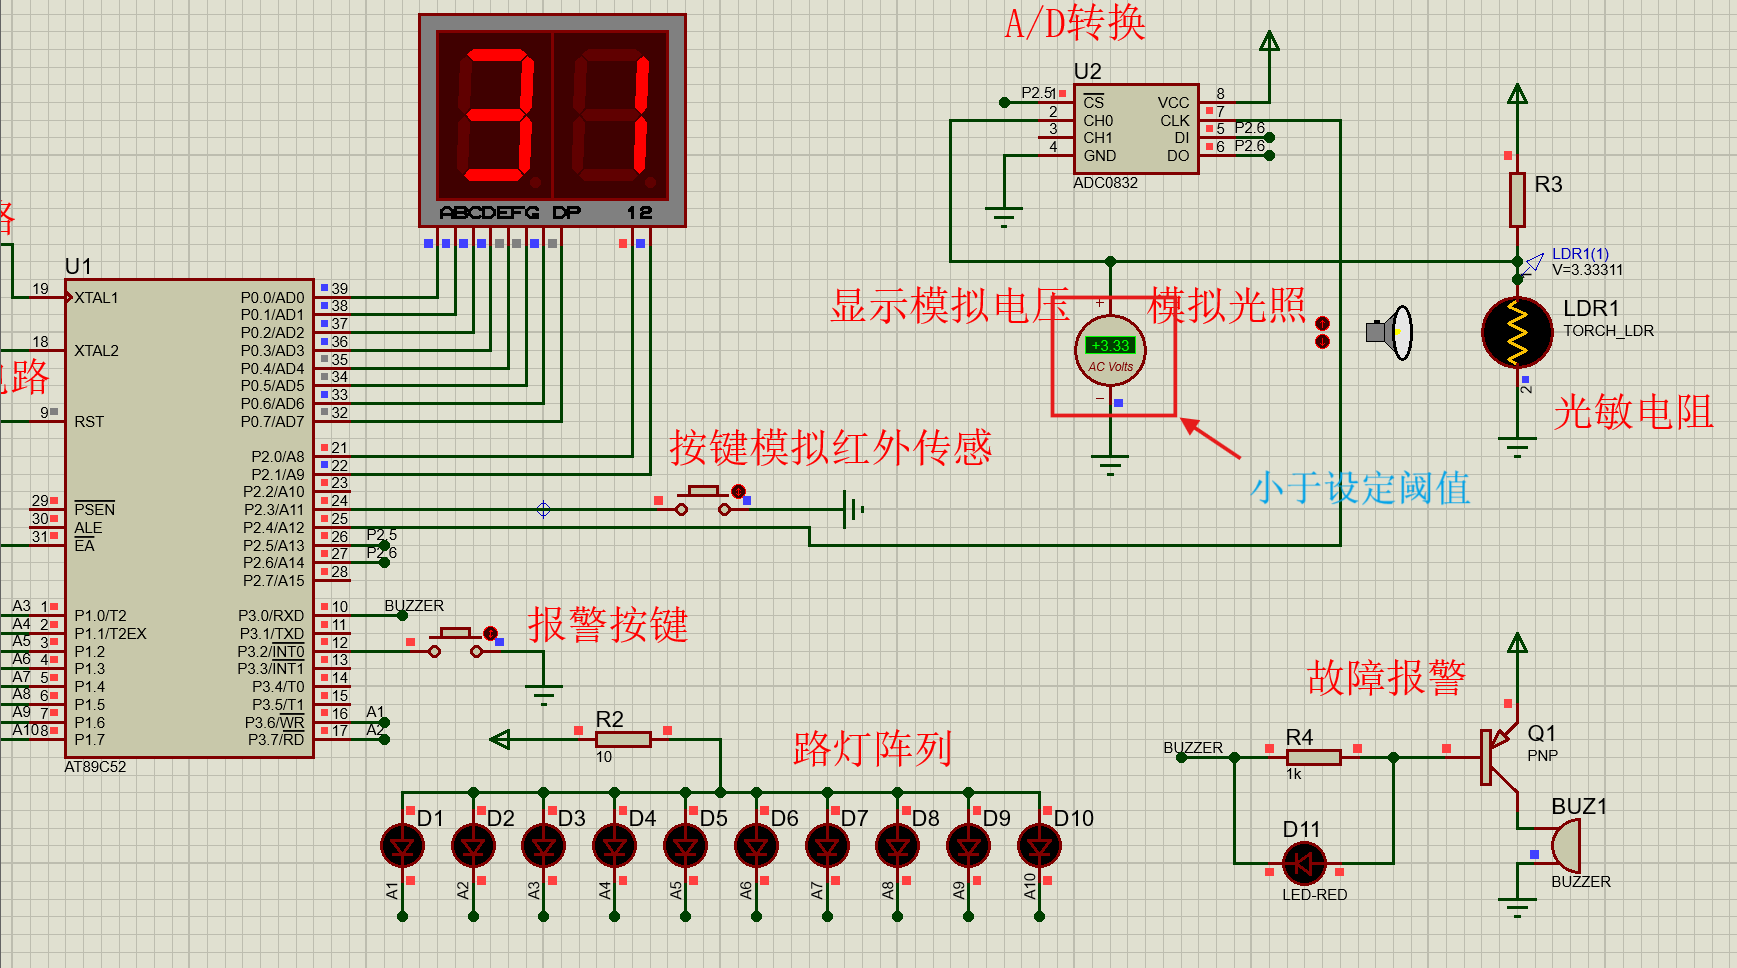 A/D转换
31
ABCDEFG DP 12
U2
P2.5 1 CS VCC 8
2 CH0 CLK 7
3 CH1 DI 5 P2.6
4 GND DO 6 P2.6
ADC0832
R3
LDR1(1)
V=3.33311
LDR1
TORCH_LDR
2
光敏电阻
显示模拟电压
模拟光照
+
+3.33
AC Volts
−
小于设定阈值
路
路
U1
19 XTAL1 P0.0/AD0 39
P0.1/AD1 38
P0.2/AD2 37
18 XTAL2 P0.3/AD3 36
P0.4/AD4 35
P0.5/AD5 34
P0.6/AD6 33
9 RST P0.7/AD7 32
P2.0/A8 21
P2.1/A9 22
P2.2/A10 23
29 PSEN P2.3/A11 24
30 ALE P2.4/A12 25
31 EA P2.5/A13 26 P2.5
P2.6/A14 27 P2.6
P2.7/A15 28
A3 1 P1.0/T2 P3.0/RXD 10 BUZZER
A4 2 P1.1/T2EX P3.1/TXD 11
A5 3 P1.2 P3.2/INT0 12
A6 4 P1.3 P3.3/INT1 13
A7 5 P1.4 P3.4/T0 14
A8 6 P1.5 P3.5/T1 15
A9 7 P1.6 P3.6/WR 16 A1
A10 8 P1.7 P3.7/RD 17 A2
AT89C52
按键模拟红外传感
报警按键
R2
10
路灯阵列
D1 D2 D3 D4 D5 D6 D7 D8 D9 D10
A1 A2 A3 A4 A5 A6 A7 A8 A9 A10
故障报警
BUZZER
R4
1k
D11
LED-RED
Q1
PNP
BUZ1
BUZZER